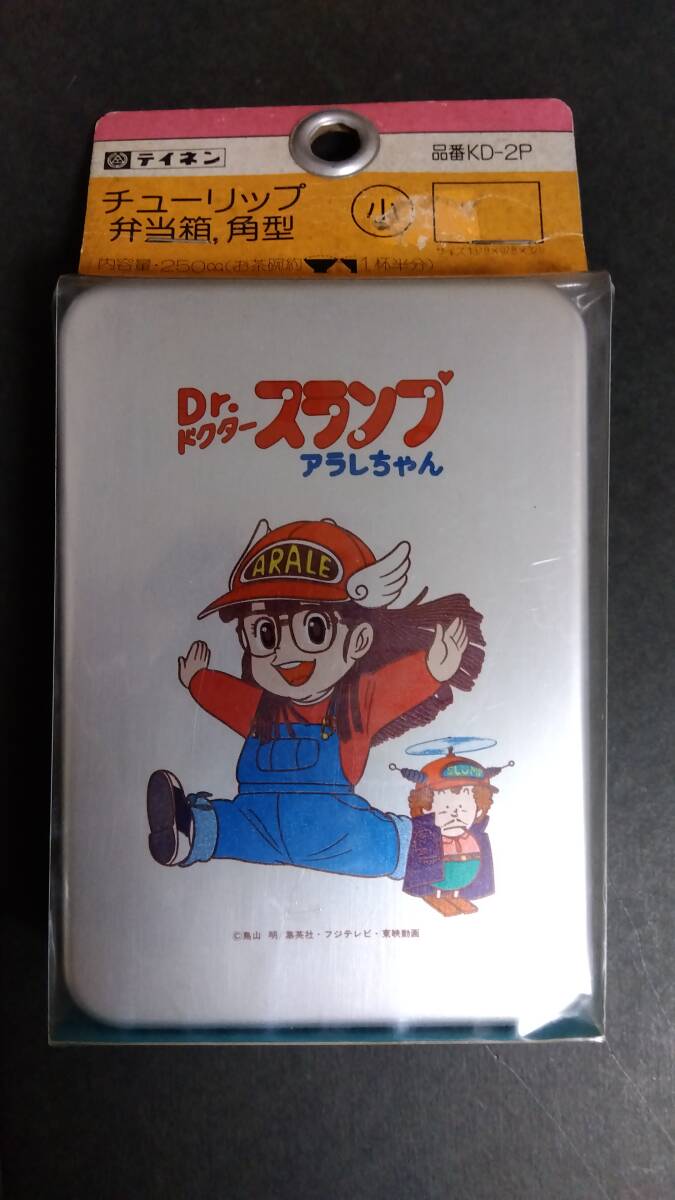 テイネン
品番KD-2P
チューリップ
弁当箱,角型
小
内容量・250cc(お茶碗約 1杯半分)
Dr.
ドクター
スランプ
アラレちゃん
ARALE
SLUMP
©鳥山 明/集英社・フジテレビ・東映動画